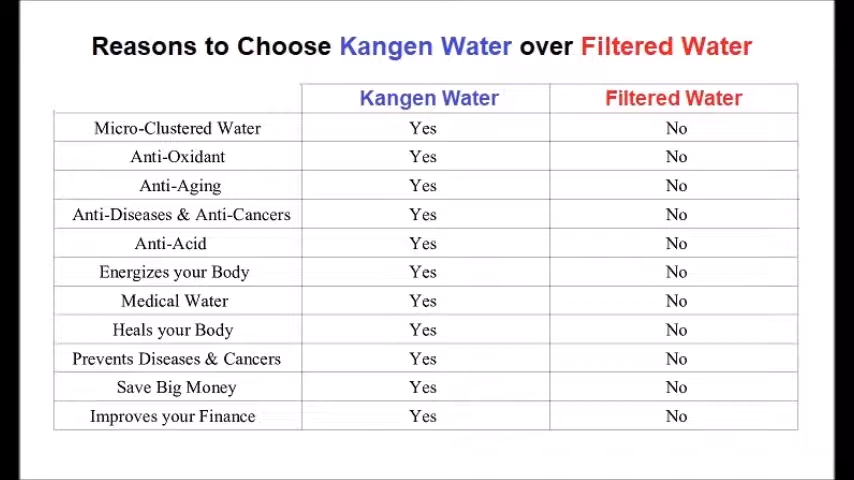 Reasons to Choose Kangen Water over Filtered Water
Kangen Water Filtered Water
Micro-Clustered Water Yes No
Anti-Oxidant Yes No
Anti-Aging Yes No
Anti-Diseases & Anti-Cancers Yes No
Anti-Acid Yes No
Energizes your Body Yes No
Medical Water Yes No
Heals your Body Yes No
Prevents Diseases & Cancers Yes No
Save Big Money Yes No
Improves your Finance Yes No